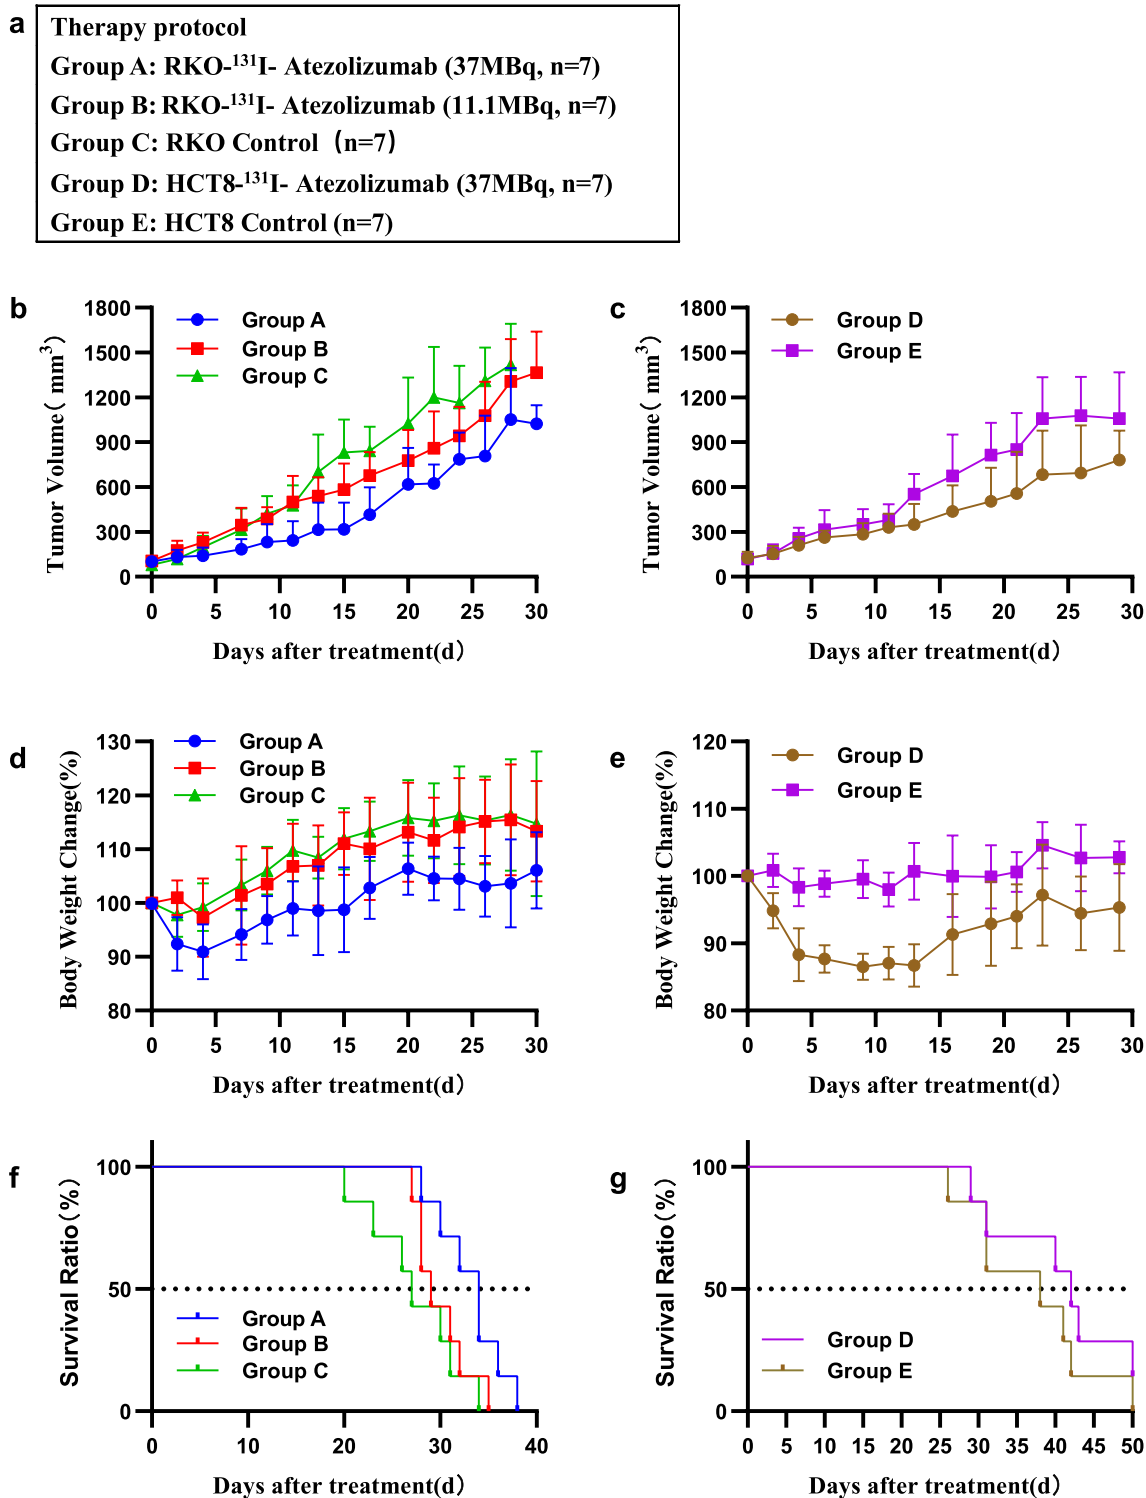 a
Therapy protocol
Group A: RKO-¹³¹I- Atezolizumab (37MBq, n=7)
Group B: RKO-¹³¹I- Atezolizumab (11.1MBq, n=7)
Group C: RKO Control（n=7）
Group D: HCT8-¹³¹I- Atezolizumab (37MBq, n=7)
Group E: HCT8 Control (n=7)
b
Tumor Volume( mm³)
1800
1500
1200
900
600
300
0
Group A
Group B
Group C
0 5 10 15 20 25 30
Days after treatment(d）
c
Tumor Volume( mm³)
1800
1500
1200
900
600
300
0
Group D
Group E
0 5 10 15 20 25 30
Days after treatment(d）
d
Body Weight Change(%)
130
120
110
100
90
80
Group A
Group B
Group C
0 5 10 15 20 25 30
Days after treatment(d）
e
Body Weight Change(%)
120
110
100
90
80
Group D
Group E
0 5 10 15 20 25 30
Days after treatment(d）
f
Survival Ratio(%)
100
50
0
Group A
Group B
Group C
0 10 20 30 40
Days after treatment(d）
g
Survival Ratio(%)
100
50
0
Group D
Group E
0 5 10 15 20 30 35 40 45 25 50
Days after treatment(d）